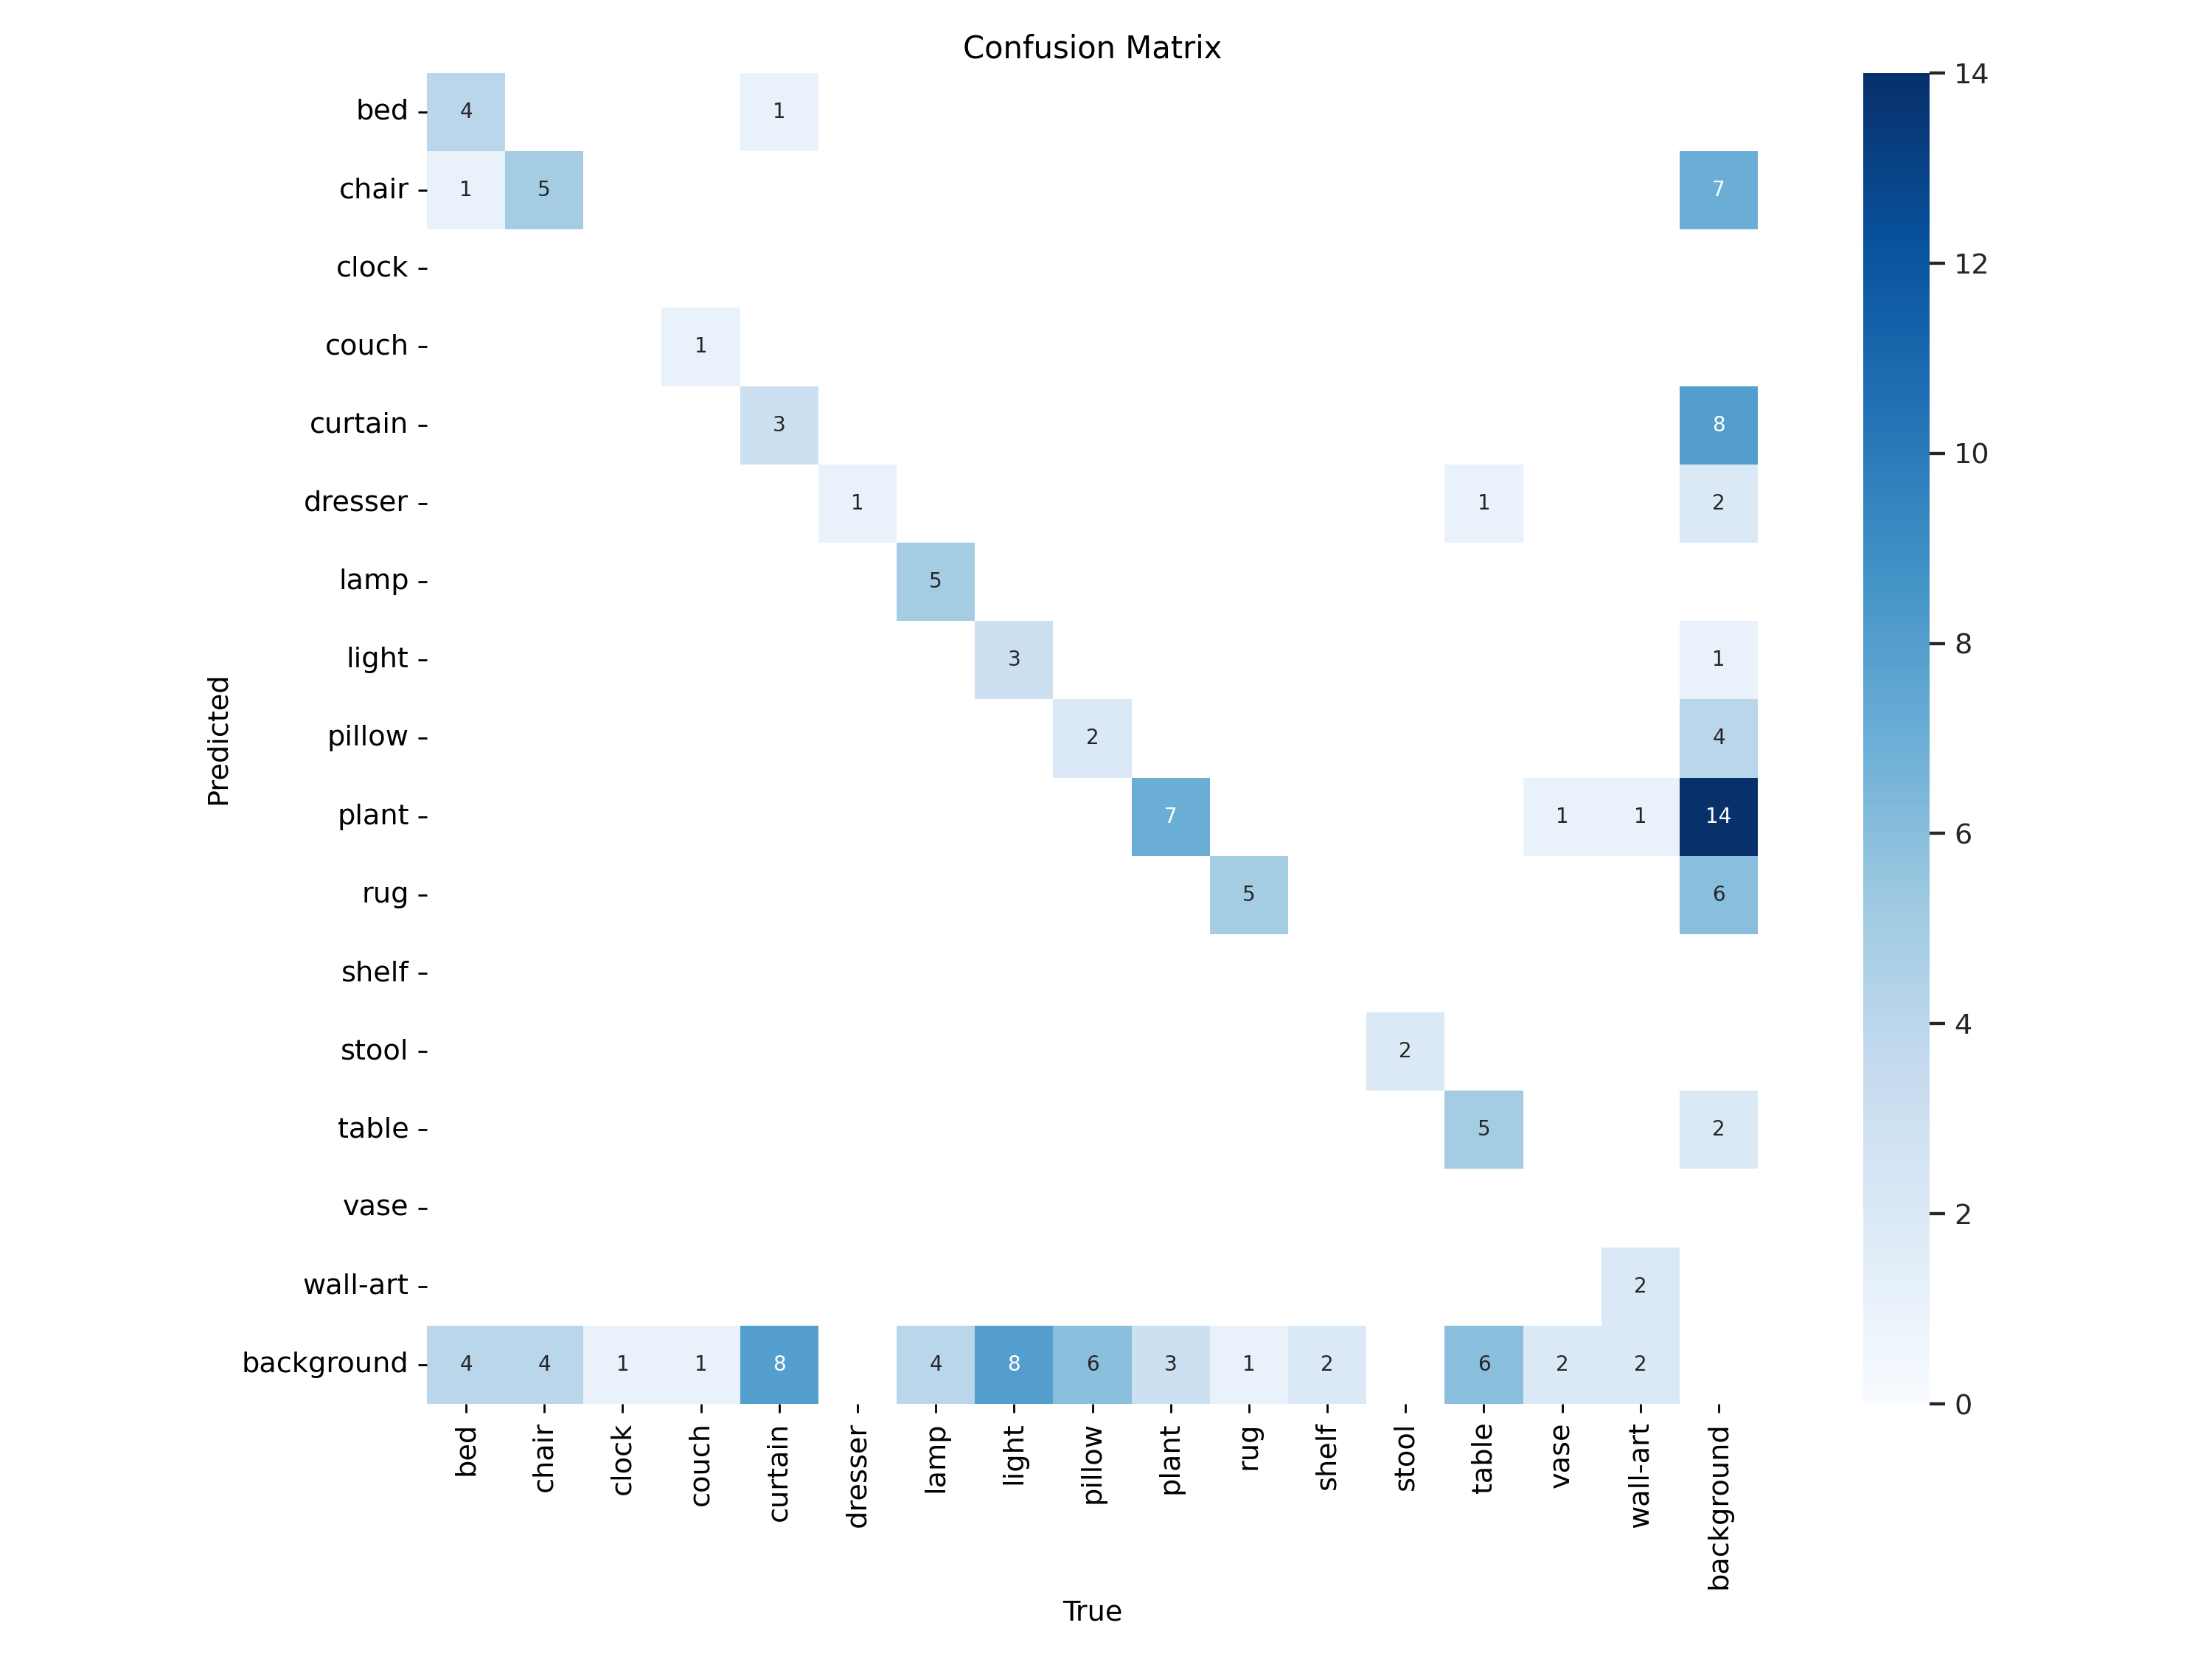 Confusion Matrix
bed 4 1
chair 1 5 7
clock
couch 1
curtain 3 8
dresser 1 1 2
lamp 5
light 3 1
pillow 2 4
plant 7 1 1 14
rug 5 6
shelf
stool 2
table 5 2
vase
wall-art 2
background 4 4 1 1 8 4 8 6 3 1 2 6 2 2
bed chair clock couch curtain dresser lamp light pillow plant rug shelf stool table vase wall-art background
True
Predicted
14
12
10
8
6
4
2
0